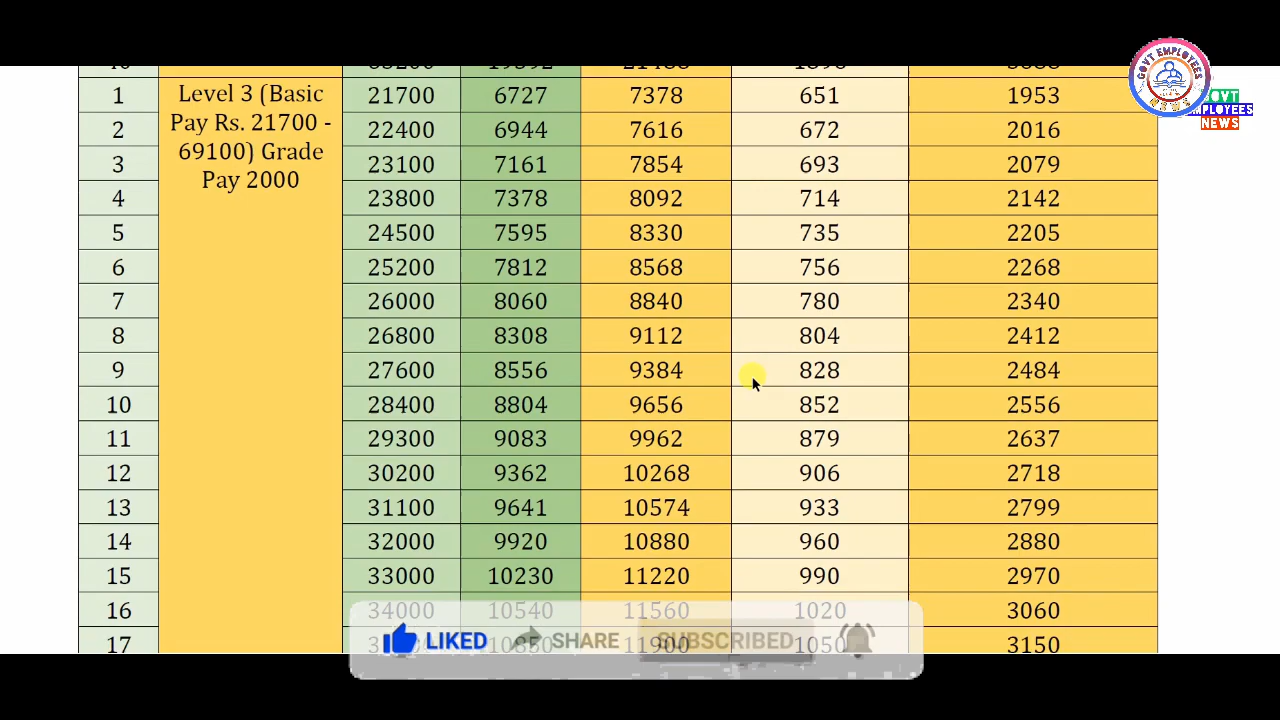 GOVT EMPLOYEES
NEWS
GOVT
EMPLOYEES
NEWS
1 Level 3 (Basic 21700 6727 7378 651 1953
Pay Rs. 21700 -
2 22400 6944 7616 672 2016
69100) Grade
3 23100 7161 7854 693 2079
Pay 2000
4 23800 7378 8092 714 2142
5 24500 7595 8330 735 2205
6 25200 7812 8568 756 2268
7 26000 8060 8840 780 2340
8 26800 8308 9112 804 2412
9 27600 8556 9384 828 2484
10 28400 8804 9656 852 2556
11 29300 9083 9962 879 2637
12 30200 9362 10268 906 2718
13 31100 9641 10574 933 2799
14 32000 9920 10880 960 2880
15 33000 10230 11220 990 2970
16 34000 10540 11560 1020 3060
17 11900 1050 3150
LIKED SHARE SUBSCRIBED